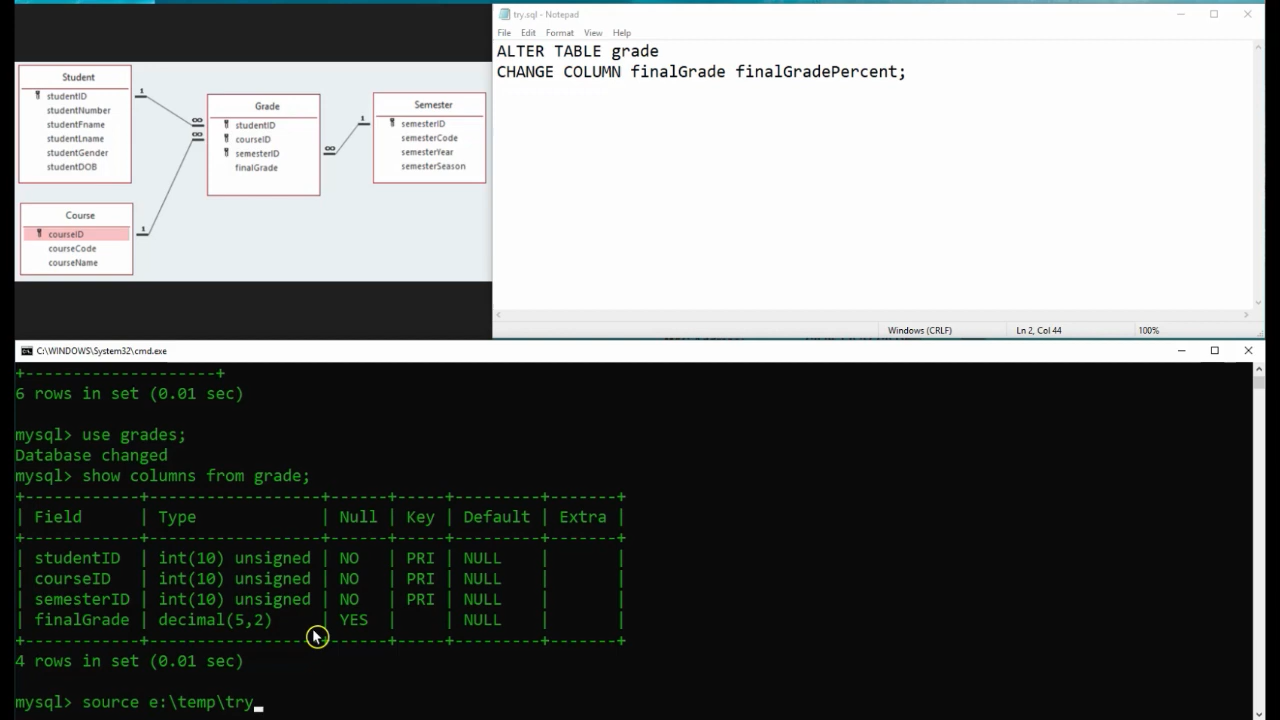 try.sql - Notepad
File Edit Format View Help
ALTER TABLE grade
CHANGE COLUMN finalGrade finalGradePercent;
Windows (CRLF) Ln 2, Col 44 100%
Student
studentID
studentNumber
studentFname
studentLname
studentGender
studentDOB
1
∞
∞
Grade
studentID
courseID
semesterID
finalGrade
1
∞
Semester
semesterID
semesterCode
semesterYear
semesterSeason
Course
courseID
courseCode
courseName
1
C:\WINDOWS\System32\cmd.exe
+-------------------+
6 rows in set (0.01 sec)
mysql> use grades;
Database changed
mysql> show columns from grade;
+------------+------------------+------+-----+---------+-------+
| Field | Type | Null | Key | Default | Extra |
+------------+------------------+------+-----+---------+-------+
| studentID | int(10) unsigned | NO | PRI | NULL | |
| courseID | int(10) unsigned | NO | PRI | NULL | |
| semesterID | int(10) unsigned | NO | PRI | NULL | |
| finalGrade | decimal(5,2) | YES | | NULL | |
+------------+------------------+------+-----+---------+-------+
4 rows in set (0.01 sec)
mysql> source e:\temp\try_